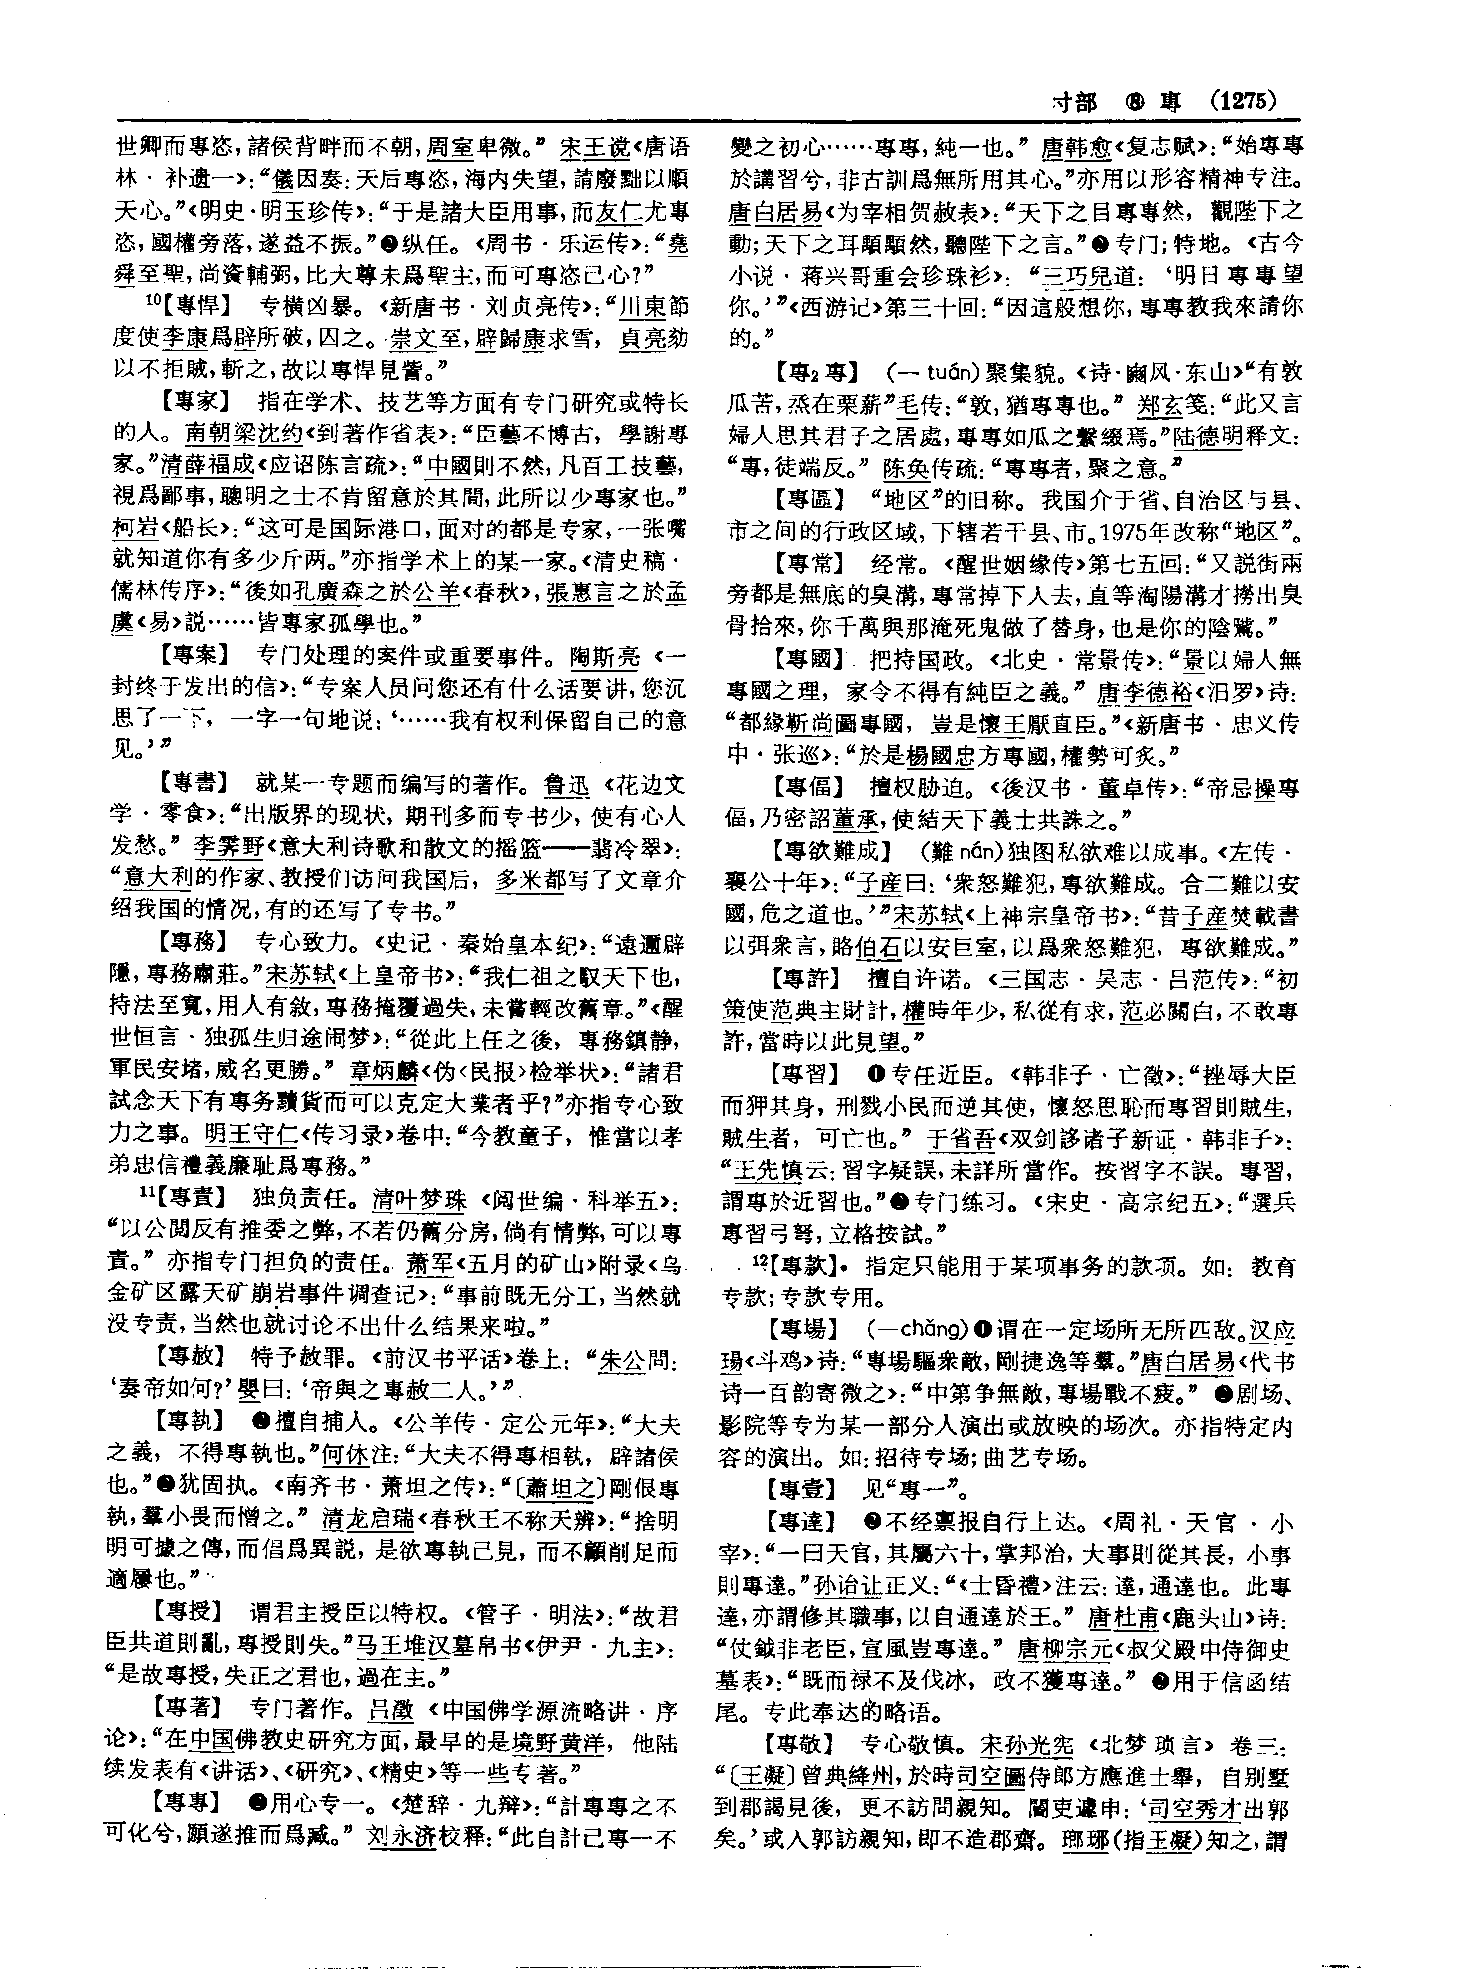 寸部 ⑧ 專 (1275)
世卿而專恣,諸侯背畔而不朝,周室卑微。” 宋王谠《唐语
林·补遗一》:“儀因奏:天后專恣,海内失望,請廢黜以順
天心。”《明史·明玉珍传》:“于是諸大臣用事,而友仁尤專
恣,國權旁落,遂益不振。”❷纵任。《周书·乐运传》:“堯
舜至聖,尚資輔弼,比大尊未爲聖主,而可專恣己心?”
10【專悍】 专横凶暴。《新唐书·刘贞亮传》:“川東節
度使李康爲辟所破,囚之。崇文至,辟歸康求雪,貞亮劾
以不拒賊,斬之,故以專悍見訾。”
【專家】 指在学术、技艺等方面有专门研究或特长
的人。南朝梁沈约《到著作省表》:“臣藝不博古,學謝專
家。”清薛福成《应诏陈言疏》:“中國則不然,凡百工技藝,
視爲鄙事,聰明之士不肯留意於其間,此所以少專家也。”
柯岩《船长》:“这可是国际港口,面对的都是专家,一张嘴
就知道你有多少斤两。”亦指学术上的某一家。《清史稿·
儒林传序》:“後如孔廣森之於公羊《春秋》,張惠言之於孟
虞《易》説……皆專家孤學也。”
【專案】 专门处理的案件或重要事件。陶斯亮《一
封终于发出的信》:“专案人员问您还有什么话要讲,您沉
思了一下,一字一句地说:‘……我有权利保留自己的意
见。’”
【專書】 就某一专题而编写的著作。鲁迅《花边文
学·零食》:“出版界的现状,期刊多而专书少,使有心人
发愁。” 李霁野《意大利诗歌和散文的摇篮——翡冷翠》:
“意大利的作家、教授们访问我国后,多米都写了文章介
绍我国的情况,有的还写了专书。”
【專務】 专心致力。《史记·秦始皇本纪》:“遠邇辟
隱,專務肅莊。”宋苏轼《上皇帝书》:“我仁祖之馭天下也,
持法至寬,用人有敘,專務掩覆過失,未嘗輕改舊章。”《醒
世恒言·独孤生归途闹梦》:“從此上任之後,專務鎮静,
軍民安堵,威名更勝。” 章炳麟《伪<民报>检举状》:“諸君
試念天下有專务黷貨而可以克定大業者乎?”亦指专心致
力之事。明王守仁《传习录》卷中:“今教童子,惟當以孝
弟忠信禮義廉耻爲專務。”
11【專責】 独负责任。清叶梦珠《阅世编·科举五》:
“以公閲反有推委之弊,不若仍舊分房,倘有情弊,可以專
責。” 亦指专门担负的责任。萧军《五月的矿山》附录《乌
金矿区露天矿崩岩事件调查记》:“事前既无分工,当然就
没专责,当然也就讨论不出什么结果来啦。”
【專赦】 特予赦罪。《前汉书平话》卷上:“朱公問:
‘奏帝如何?’嬰曰:‘帝與之專赦二人。’”
【專執】 ❶擅自捕人。《公羊传·定公元年》:“大夫
之義,不得專執也。”何休注:“大夫不得專相執,辟諸侯
也。”❷犹固执。《南齐书·萧坦之传》:“〔蕭坦之〕剛佷專
執,羣小畏而憎之。” 清龙启瑞《春秋王不称天辨》:“捨明
明可據之傳,而倡爲異説,是欲專執己見,而不顧削足而
適屨也。”
【專授】 谓君主授臣以特权。《管子·明法》:“故君
臣共道則亂,專授則失。”马王堆汉墓帛书《伊尹·九主》:
“是故專授,失正之君也,過在主。”
【專著】 专门著作。吕澂《中国佛学源流略讲·序
论》:“在中国佛教史研究方面,最早的是境野黄洋,他陆
续发表有《讲话》、《研究》、《精史》等一些专著。”
【專專】 ❶用心专一。《楚辞·九辩》:“計專專之不
可化兮,願遂推而爲臧。” 刘永济校释:“此自計己專一不
變之初心……專專,純一也。” 唐韩愈《复志赋》:“始專專
於講習兮,非古訓爲無所用其心。”亦用以形容精神专注。
唐白居易《为宰相贺赦表》:“天下之目專專然,觀陛下之
動;天下之耳顒顒然,聽陛下之言。”❷专门;特地。《古今
小说·蒋兴哥重会珍珠衫》:“三巧兒道:‘明日專專望
你。’”《西游记》第三十回:“因這般想你,專專教我來請你
的。”
【專2專】 (一 tuán)聚集貌。《诗·豳风·东山》“有敦
瓜苦,烝在栗薪”毛传:“敦,猶專專也。” 郑玄笺:“此又言
婦人思其君子之居處,專專如瓜之繫綴焉。”陆德明释文:
“專,徒端反。” 陈奂传疏:“專專者,聚之意。”
【專區】 “地区”的旧称。我国介于省、自治区与县、
市之间的行政区域,下辖若干县、市。1975年改称“地区”。
【專常】 经常。《醒世姻缘传》第七五回:“又説街兩
旁都是無底的臭溝,專常掉下人去,直等淘陽溝才撈出臭
骨拾來,你千萬與那淹死鬼做了替身,也是你的陰騭。”
【專國】 把持国政。《北史·常景传》:“景以婦人無
專國之理,家令不得有純臣之義。” 唐李德裕《汨罗》诗:
“都緣靳尚圖專國,豈是懷王厭直臣。”《新唐书·忠义传
中·张巡》:“於是楊國忠方專國,權勢可炙。”
【專偪】 擅权胁迫。《後汉书·董卓传》:“帝忌操專
偪,乃密詔董承,使結天下義士共誅之。”
【專欲難成】 (難 nán)独图私欲难以成事。《左传·
襄公十年》:“子産曰:‘衆怒難犯,專欲難成。合二難以安
國,危之道也。’”宋苏轼《上神宗皇帝书》:“昔子産焚載書
以弭衆言,賂伯石以安巨室,以爲衆怒難犯,專欲難成。”
【專許】 擅自许诺。《三国志·吴志·吕范传》:“初
策使范典主財計,權時年少,私從有求,范必關白,不敢專
許,當時以此見望。”
【專習】 ❶专任近臣。《韩非子·亡徵》:“挫辱大臣
而狎其身,刑戮小民而逆其使,懷怒思恥而專習則賊生,
賊生者,可亡也。” 于省吾《双剑誃诸子新证·韩非子》:
“王先慎云:習字疑誤,未詳所當作。按習字不誤。專習,
謂專於近習也。”❷专门练习。《宋史·高宗纪五》:“選兵
專習弓弩,立格按試。”
12【專款】 指定只能用于某项事务的款项。如:教育
专款;专款专用。
【專場】 (一chǎng)❶谓在一定场所无所匹敌。汉应
瑒《斗鸡》诗:“專場驅衆敵,剛捷逸等羣。”唐白居易《代书
诗一百韵寄微之》:“中第争無敵,專場戰不疲。” ❷剧场、
影院等专为某一部分人演出或放映的场次。亦指特定内
容的演出。如:招待专场;曲艺专场。
【專壹】 见“專一”。
【專達】 ❶不经禀报自行上达。《周礼·天官·小
宰》:“一曰天官,其屬六十,掌邦治,大事則從其長,小事
則專達。”孙诒让正义:“《士昏禮》注云:達,通達也。此專
達,亦謂修其職事,以自通達於王。” 唐杜甫《鹿头山》诗:
“仗鉞非老臣,宣風豈專達。” 唐柳宗元《叔父殿中侍御史
墓表》:“既而禄不及伐冰,政不獲專達。” ❷用于信函结
尾。专此奉达的略语。
【專敬】 专心敬慎。宋孙光宪《北梦琐言》卷三:
“〔王凝〕曾典絳州,於時司空圖侍郎方應進士舉,自别墅
到郡謁見後,更不訪問親知。閽吏遽申:‘司空秀才出郭
矣。’或入郭訪親知,即不造郡齋。瑯琊(指王凝)知之,謂